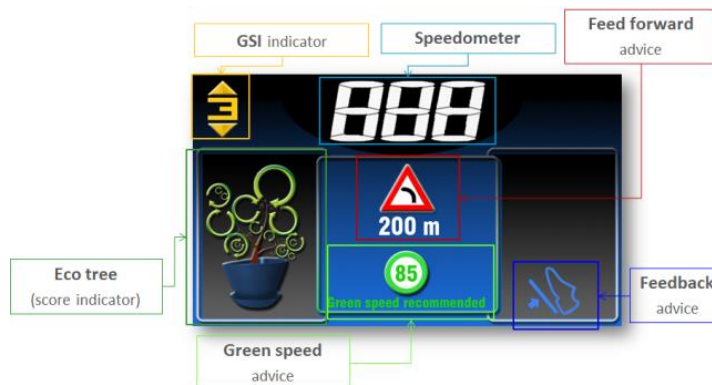 GSI indicator
Speedometer
Feed forward
advice
3
888
200 m
85
Green speed recommended
Eco tree
(score indicator)
Feedback
advice
Green speed
advice